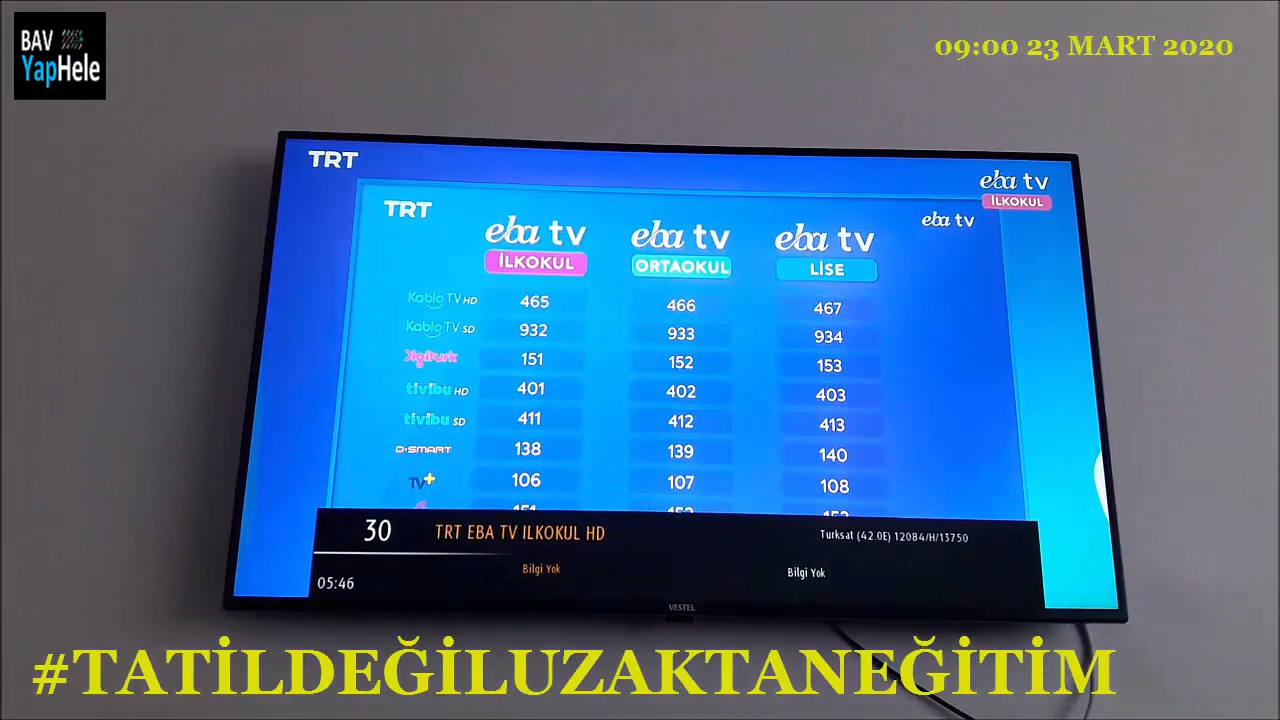 BAV
YapHele
09:00 23 MART 2020
TRT
eba tv
İLKOKUL
TRT
eba tv
eba tv
eba tv
eba tv
İLKOKUL
ORTAOKUL
LİSE
Kablo TV HD 465 466 467
Kablo TV SD 932 933 934
Digiturk 151 152 153
tivibu HD 401 402 403
tivibu SD 411 412 413
D-SMART 138 139 140
TV+ 106 107 108
30 TRT EBA TV ILKOKUL HD Turksat (42.0E) 12084/H/13750
Bilgi Yok Bilgi Yok
05:46
VESTEL
#TATİLDEĞİLUZAKTANEĞİTİM